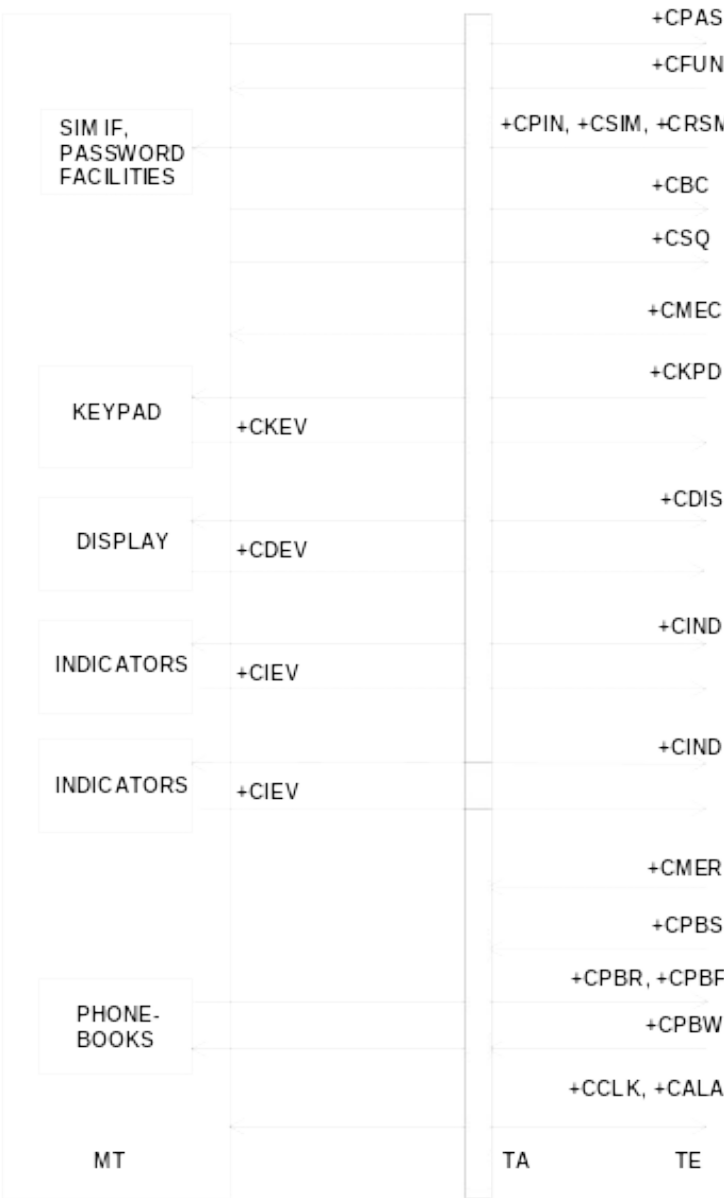 +CPAS
+CFUN
SIM IF,
PASSWORD
FACILITIES
+CPIN, +CSIM, +CRSM
+CBC
+CSQ
+CMEC
+CKPD
KEYPAD
+CKEV
+CDIS
DISPLAY
+CDEV
+CIND
INDICATORS
+CIEV
+CIND
INDICATORS
+CIEV
+CMER
+CPBS
+CPBR, +CPBF
PHONE-
BOOKS
+CPBW
+CCLK, +CALA
MT
TA
TE